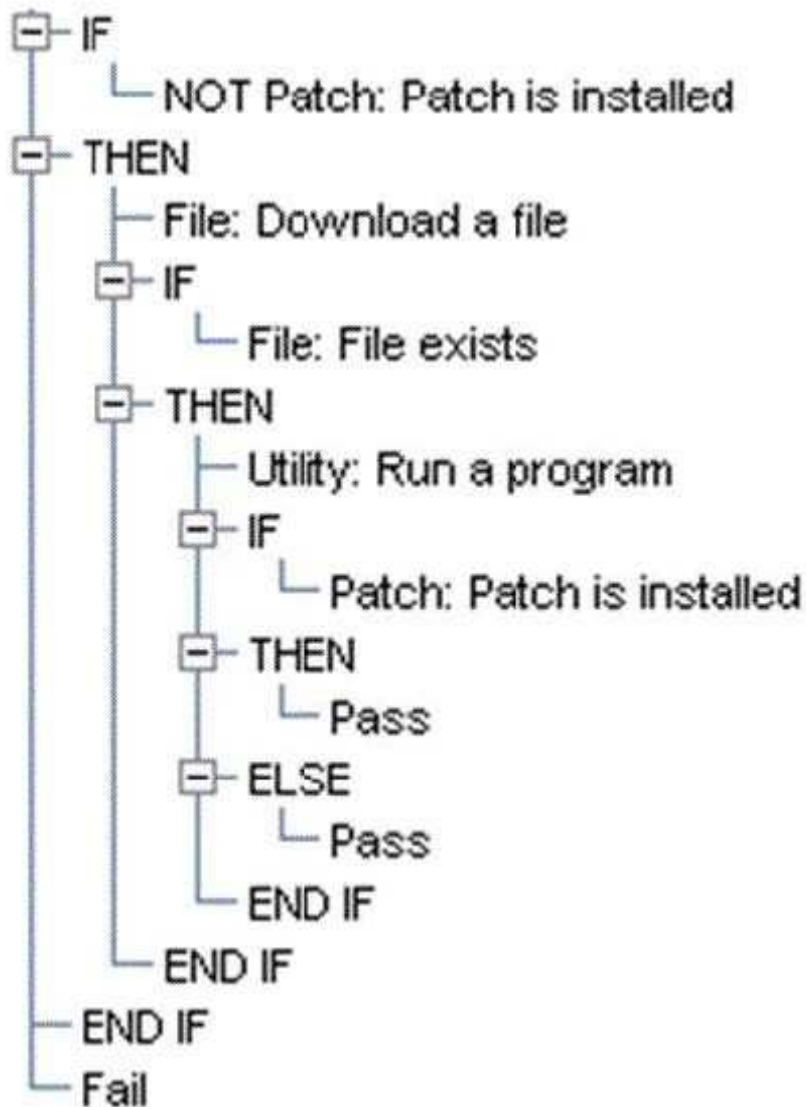 IF
NOT Patch: Patch is installed
THEN
File: Download a file
IF
File: File exists
THEN
Utility: Run a program
IF
Patch: Patch is installed
THEN
Pass
ELSE
Pass
END IF
END IF
END IF
Fail